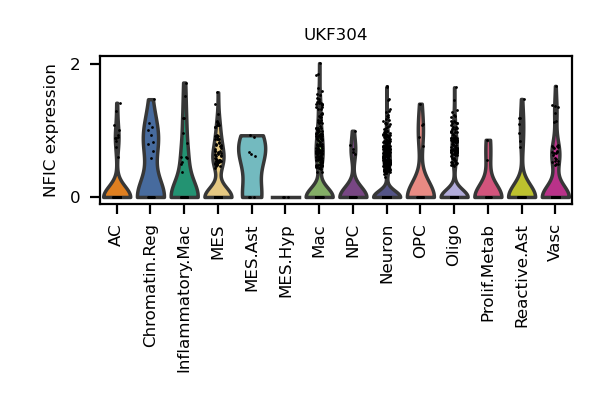 UKF304
NFIC expression
2
0
AC
Chromatin.Reg
Inflammatory.Mac
MES
MES.Ast
MES.Hyp
Mac
NPC
Neuron
OPC
Oligo
Prolif.Metab
Reactive.Ast
Vasc